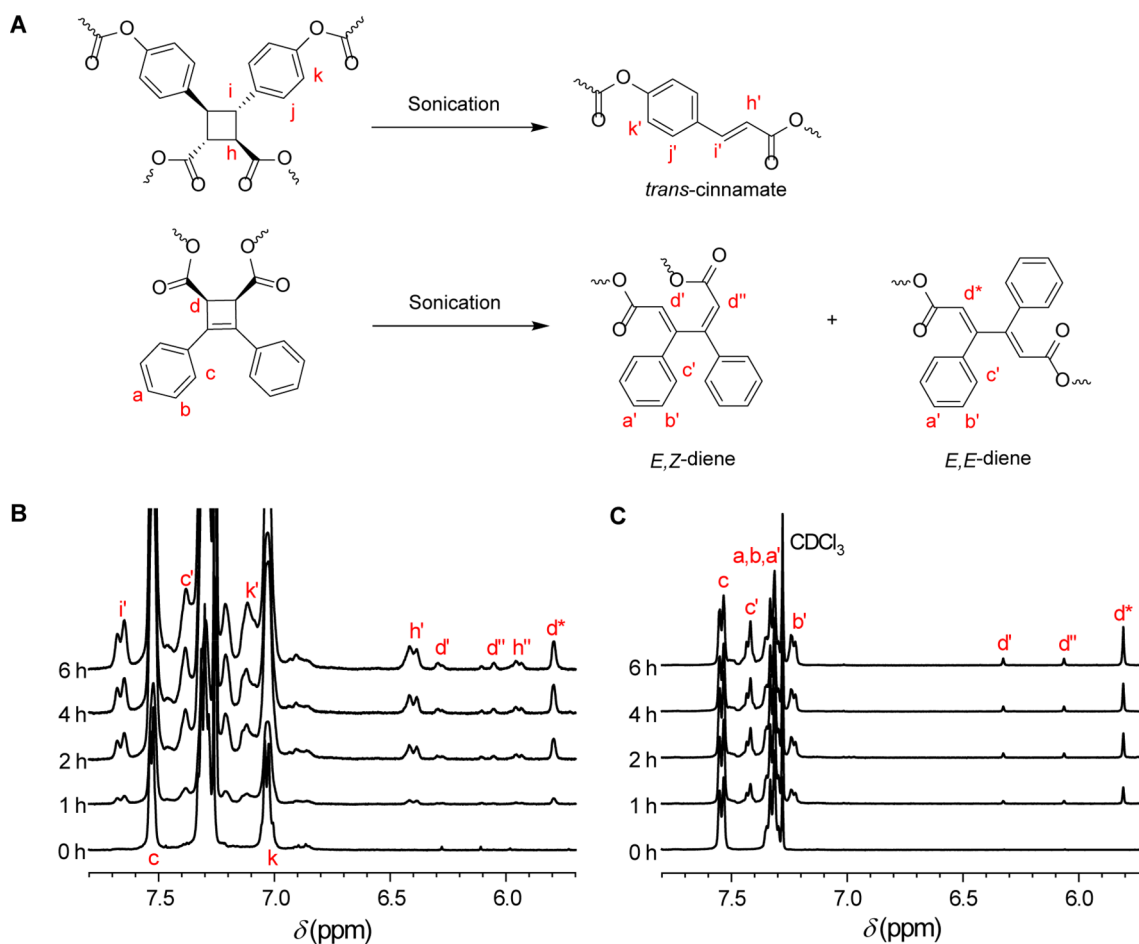 A
O
O
O
O
i
k
j
h
O
O
O
O
Sonication
O
O
k'
j'
i'
h'
O
O
trans-cinnamate
O
O
O
O
d
c
a
b
Sonication
O
O
O
O
d'
d''
c'
a'
b'
E,Z-diene
+
O
O
d*
O
O
c'
a'
b'
E,E-diene
B
i'
c'
k'
h'
d'
d''
h''
d*
6 h
4 h
2 h
1 h
0 h
c
k
7.5
7.0
6.5
6.0
δ (ppm)
C
CDCl₃
a,b,a'
c
c'
b'
d'
d''
d*
6 h
4 h
2 h
1 h
0 h
7.5
7.0
6.5
6.0
δ (ppm)